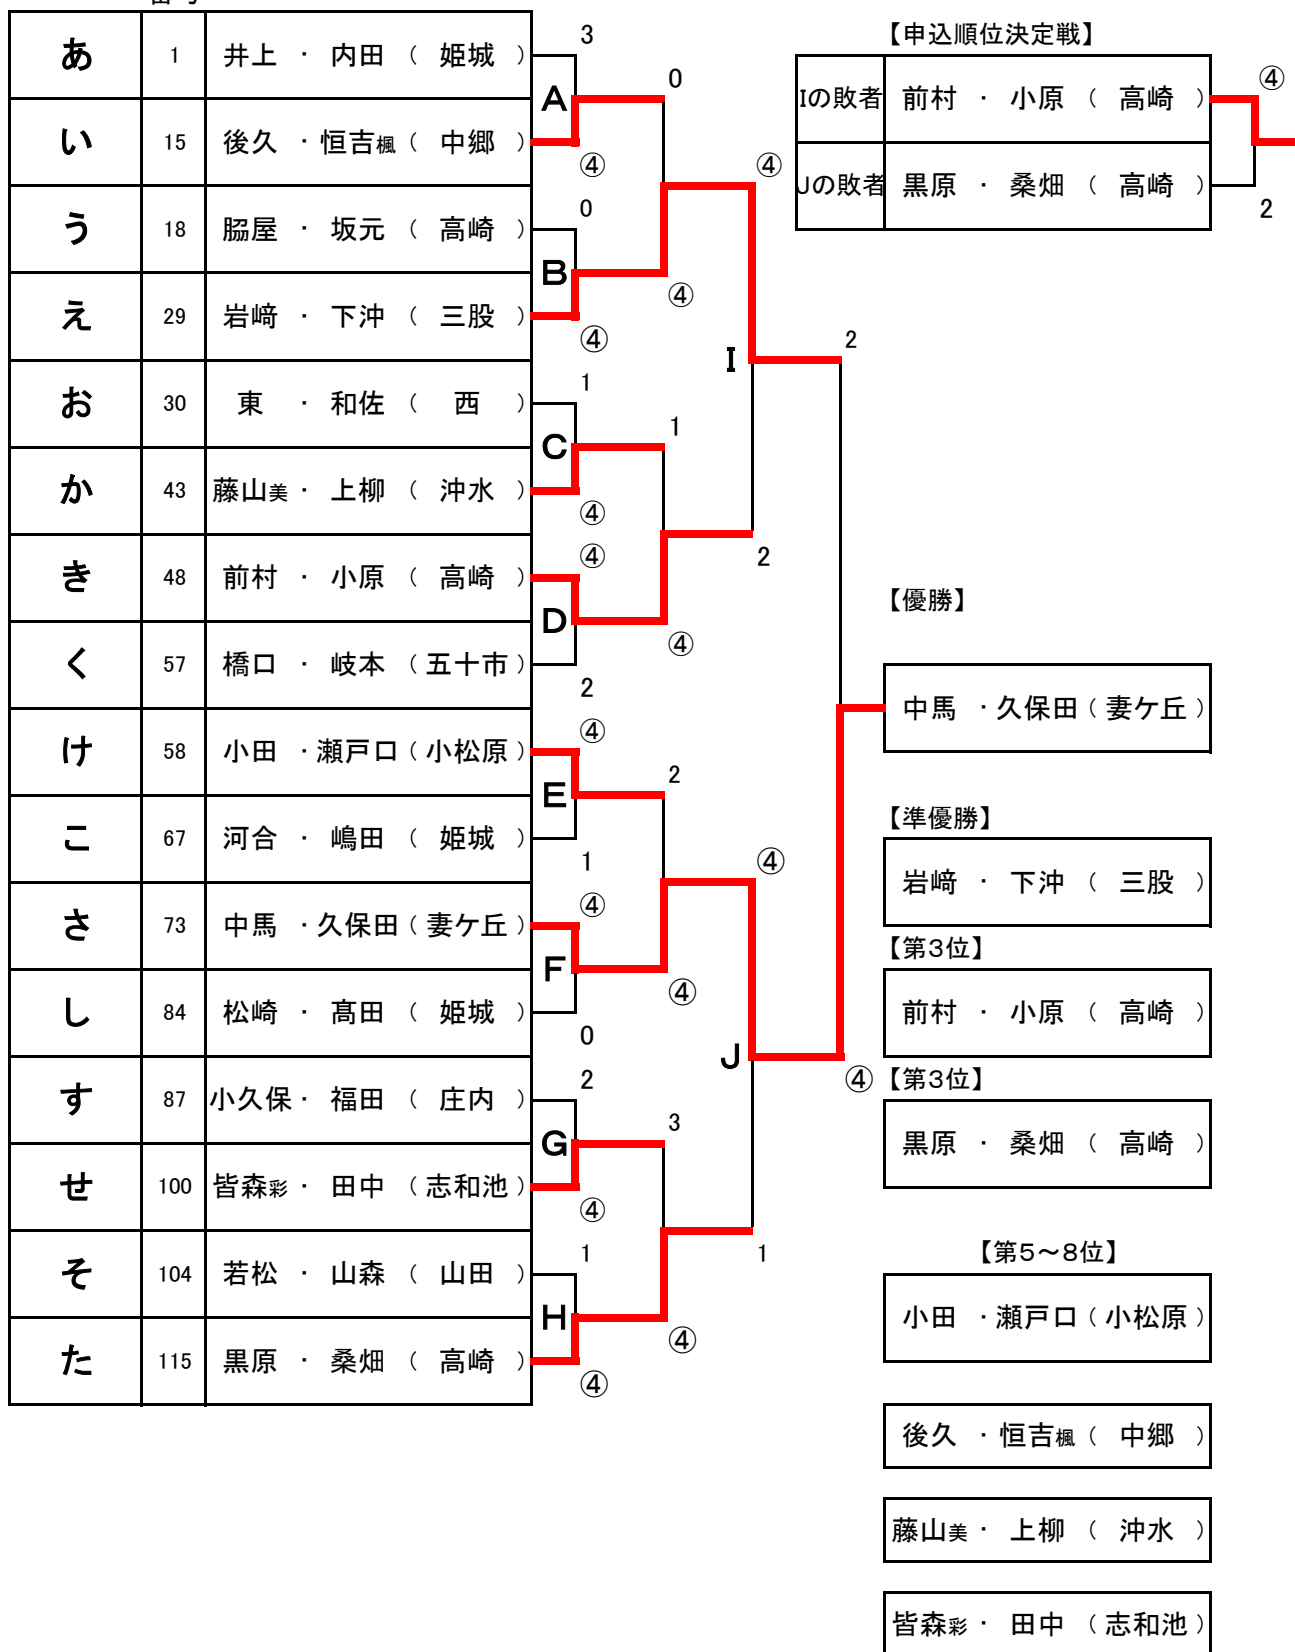 あ 1 井上 ・ 内田 ( 姫城 )
い 15 後久 ・ 恒吉楓 ( 中郷 )
う 18 脇屋 ・ 坂元 ( 高崎 )
え 29 岩﨑 ・ 下沖 ( 三股 )
お 30 東 ・ 和佐 ( 西 )
か 43 藤山美 ・ 上柳 ( 沖水 )
き 48 前村 ・ 小原 ( 高崎 )
く 57 橋口 ・ 岐本 ( 五十市 )
け 58 小田 ・ 瀬戸口 ( 小松原 )
こ 67 河合 ・ 嶋田 ( 姫城 )
さ 73 中馬 ・ 久保田 ( 妻ケ丘 )
し 84 松崎 ・ 髙田 ( 姫城 )
す 87 小久保 ・ 福田 ( 庄内 )
せ 100 皆森彩 ・ 田中 ( 志和池 )
そ 104 若松 ・ 山森 ( 山田 )
た 115 黒原 ・ 桑畑 ( 高崎 )
3
A
④
0
B
④
1
C
④
④
D
2
④
E
1
④
F
0
2
G
④
1
H
④
0
④
1
④
2
④
3
④
④
I
2
④
J
1
2
④
【申込順位決定戦】
Iの敗者 前村 ・ 小原 ( 高崎 ) ④
Jの敗者 黒原 ・ 桑畑 ( 高崎 ) 2
【優勝】
中馬 ・ 久保田 ( 妻ケ丘 )
【準優勝】
岩﨑 ・ 下沖 ( 三股 )
【第3位】
前村 ・ 小原 ( 高崎 )
【第3位】
黒原 ・ 桑畑 ( 高崎 )
【第5～8位】
小田 ・ 瀬戸口 ( 小松原 )
後久 ・ 恒吉楓 ( 中郷 )
藤山美 ・ 上柳 ( 沖水 )
皆森彩 ・ 田中 ( 志和池 )